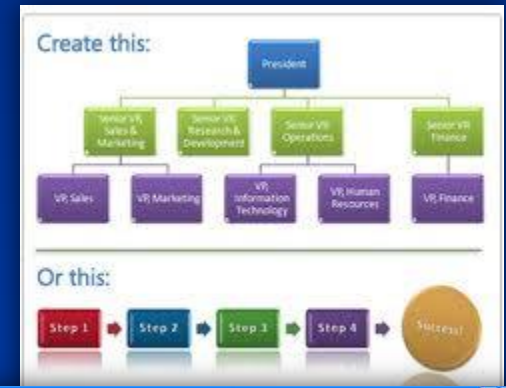 Create this:
President
Senior VP,
Sales &
Marketing
Senior VP,
Research &
Development
Senior VP,
Operations
Senior VP,
Finance
VP, Sales
VP, Marketing
VP,
Information
Technology
VP, Human
Resources
VP, Finance
Or this:
Step 1
Step 2
Step 3
Step 4
Success!